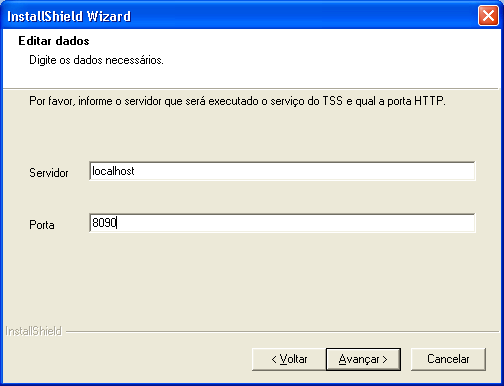 InstallShield Wizard
Editar dados
Digite os dados necessários.
Por favor, informe o servidor que será executado o serviço do TSS e qual a porta HTTP.
Servidor localhost
Porta 8090
InstallShield
< Voltar Avançar > Cancelar